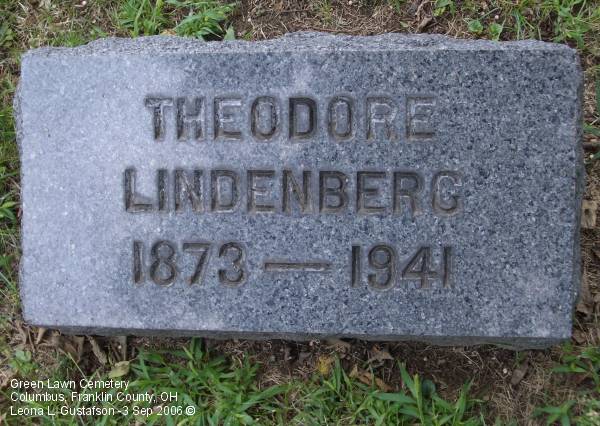 THEODORE
LINDENBERG
1873 — 1941
Green Lawn Cemetery
Columbus, Franklin County, OH
Leona L. Gustafson - 3 Sep 2006 ©